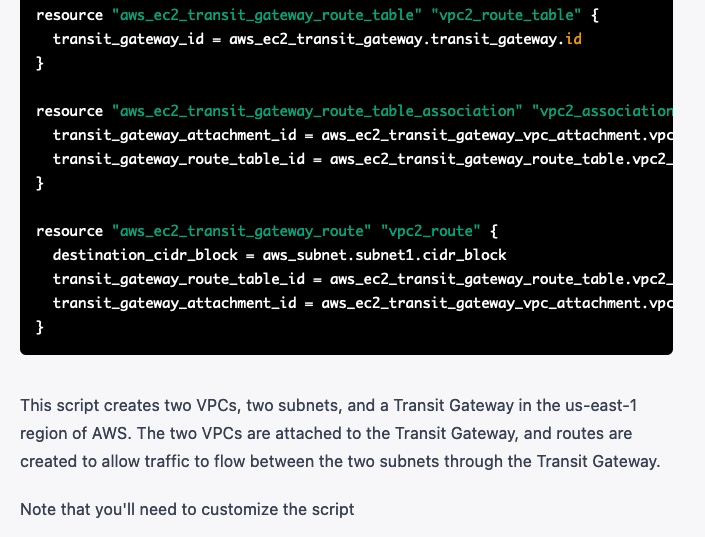 resource "aws_ec2_transit_gateway_route_table" "vpc2_route_table" {
  transit_gateway_id = aws_ec2_transit_gateway.transit_gateway.id
}
resource "aws_ec2_transit_gateway_route_table_association" "vpc2_association
  transit_gateway_attachment_id = aws_ec2_transit_gateway_vpc_attachment.vpc
  transit_gateway_route_table_id = aws_ec2_transit_gateway_route_table.vpc2_
}
resource "aws_ec2_transit_gateway_route" "vpc2_route" {
  destination_cidr_block = aws_subnet.subnet1.cidr_block
  transit_gateway_route_table_id = aws_ec2_transit_gateway_route_table.vpc2_
  transit_gateway_attachment_id = aws_ec2_transit_gateway_vpc_attachment.vpc
}
This script creates two VPCs, two subnets, and a Transit Gateway in the us-east-1
region of AWS. The two VPCs are attached to the Transit Gateway, and routes are
created to allow traffic to flow between the two subnets through the Transit Gateway.
Note that you'll need to customize the script